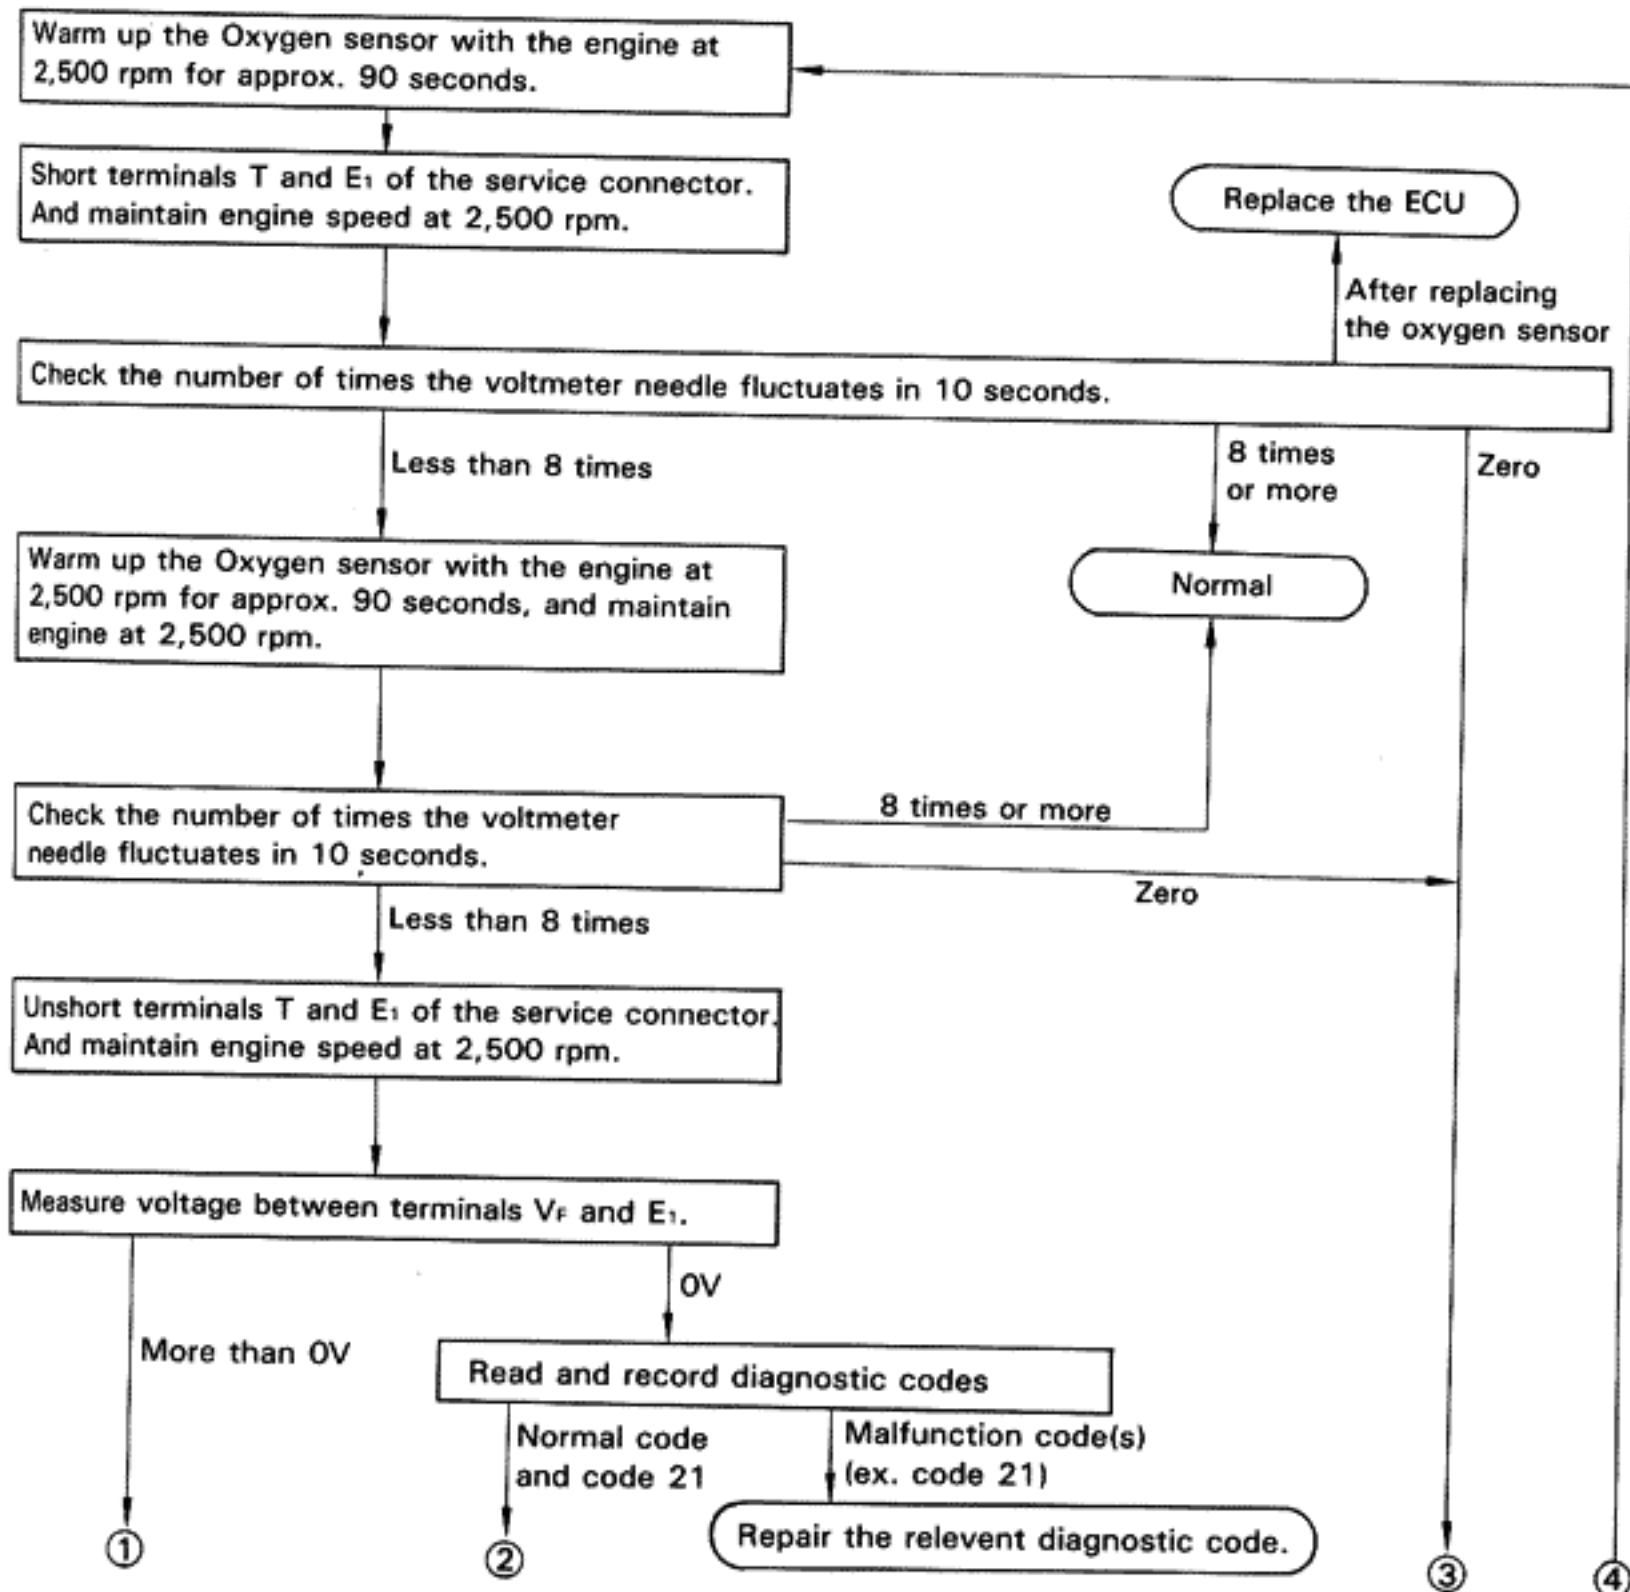 Warm up the Oxygen sensor with the engine at
2,500 rpm for approx. 90 seconds.
Short terminals T and E₁ of the service connector.
And maintain engine speed at 2,500 rpm.
Replace the ECU
After replacing
the oxygen sensor
Check the number of times the voltmeter needle fluctuates in 10 seconds.
Less than 8 times
8 times
or more
Zero
Warm up the Oxygen sensor with the engine at
2,500 rpm for approx. 90 seconds, and maintain
engine at 2,500 rpm.
Normal
Check the number of times the voltmeter
needle fluctuates in 10 seconds.
8 times or more
Zero
Less than 8 times
Unshort terminals T and E₁ of the service connector.
And maintain engine speed at 2,500 rpm.
Measure voltage between terminals VF and E₁.
0V
More than 0V
Read and record diagnostic codes
Normal code
and code 21
Malfunction code(s)
(ex. code 21)
Repair the relevent diagnostic code.
①
②
③
④